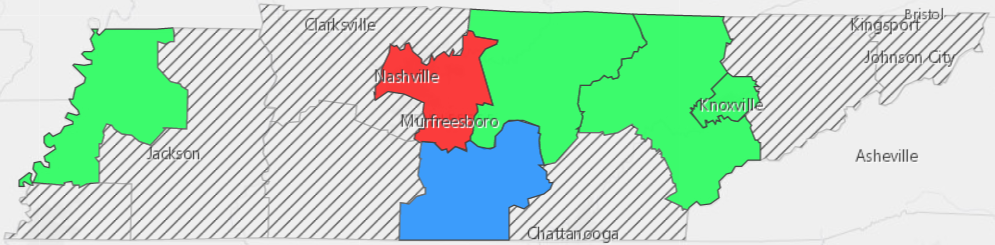 Bristol
Clarksville
Kingsport
Johnson City
Nashville
Knoxville
Murfreesboro
Jackson
Asheville
Chattanooga